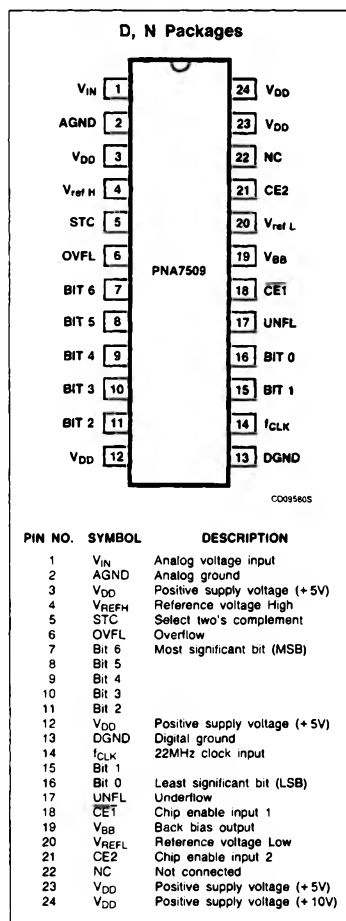 D, N Packages
VIN 1 24 VDD
AGND 2 23 VDD
VDD 3 22 NC
Vref H 4 21 CE2
STC 5 20 Vref L
OVFL 6 19 VBB
PNA7509
BIT 6 7 18 CE1
BIT 5 8 17 UNFL
BIT 4 9 16 BIT 0
BIT 3 10 15 BIT 1
BIT 2 11 14 fCLK
VDD 12 13 DGND
CD09580S
PIN NO. SYMBOL DESCRIPTION
1 VIN Analog voltage input
2 AGND Analog ground
3 VDD Positive supply voltage (+5V)
4 VREFH Reference voltage High
5 STC Select two's complement
6 OVFL Overflow
7 Bit 6 Most significant bit (MSB)
8 Bit 5
9 Bit 4
10 Bit 3
11 Bit 2
12 VDD Positive supply voltage (+5V)
13 DGND Digital ground
14 fCLK 22MHz clock input
15 Bit 1
16 Bit 0 Least significant bit (LSB)
17 UNFL Underflow
18 CE1 Chip enable input 1
19 VBB Back bias output
20 VREFL Reference voltage Low
21 CE2 Chip enable input 2
22 NC Not connected
23 VDD Positive supply voltage (+5V)
24 VDD Positive supply voltage (+10V)